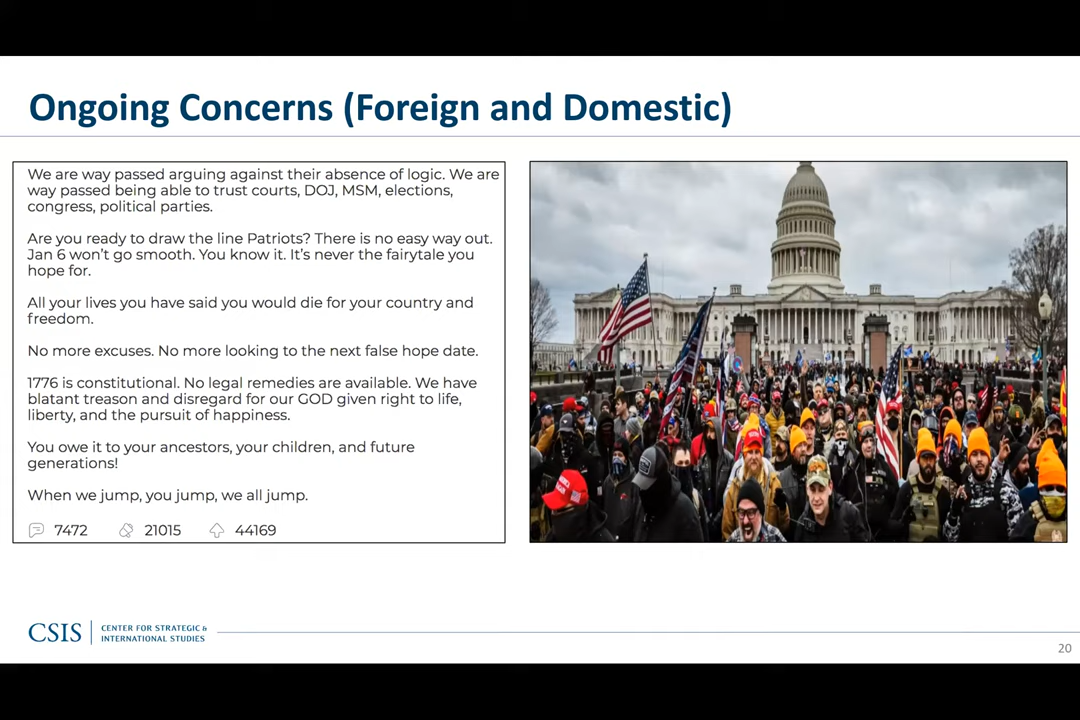 Ongoing Concerns (Foreign and Domestic)
We are way passed arguing against their absence of logic. We are
way passed being able to trust courts, DOJ, MSM, elections,
congress, political parties.
Are you ready to draw the line Patriots? There is no easy way out.
Jan 6 won't go smooth. You know it. It's never the fairytale you
hope for.
All your lives you have said you would die for your country and
freedom.
No more excuses. No more looking to the next false hope date.
1776 is constitutional. No legal remedies are available. We have
blatant treason and disregard for our GOD given right to life,
liberty, and the pursuit of happiness.
You owe it to your ancestors, your children, and future
generations!
When we jump, you jump, we all jump.
7472 21015 44169
CSIS
CENTER FOR STRATEGIC &
INTERNATIONAL STUDIES
20